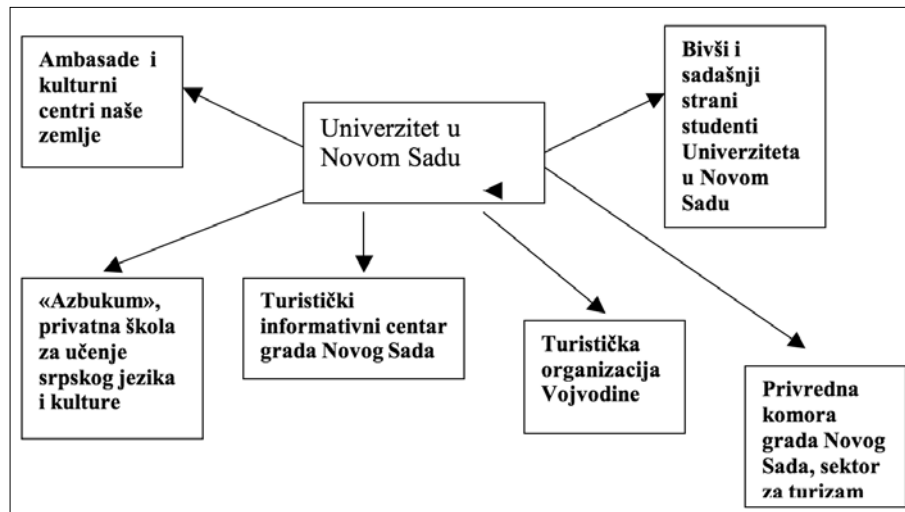 Ambasade i
kulturni
centri naše
zemlje
Univerzitet u
Novom Sadu
Bivši i
sadašnji
strani
studenti
Univerziteta
u Novom
Sadu
«Azbukum»,
privatna škola
za učenje
srpskog jezika
i kulture
Turistički
informativni centar
grada Novog Sada
Turistička
organizacija
Vojvodine
Privredna
komora
grada Novog
Sada, sektor
za turizam